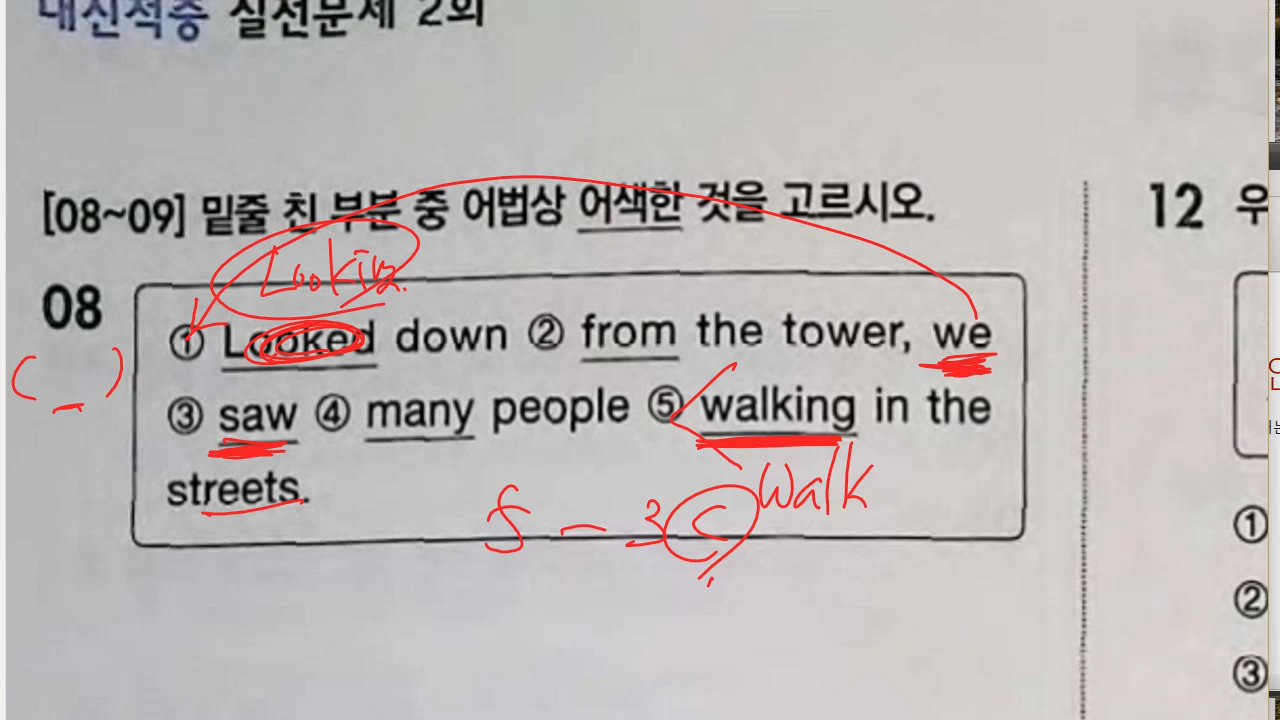 내신적중 실전문제 2회
[08~09] 밑줄 친 부분 중 어법상 어색한 것을 고르시오.
Looking.
08
① Looked down ② from the tower, we
③ saw ④ many people ⑤ walking in the
walk
streets.
12 우
①
②
③